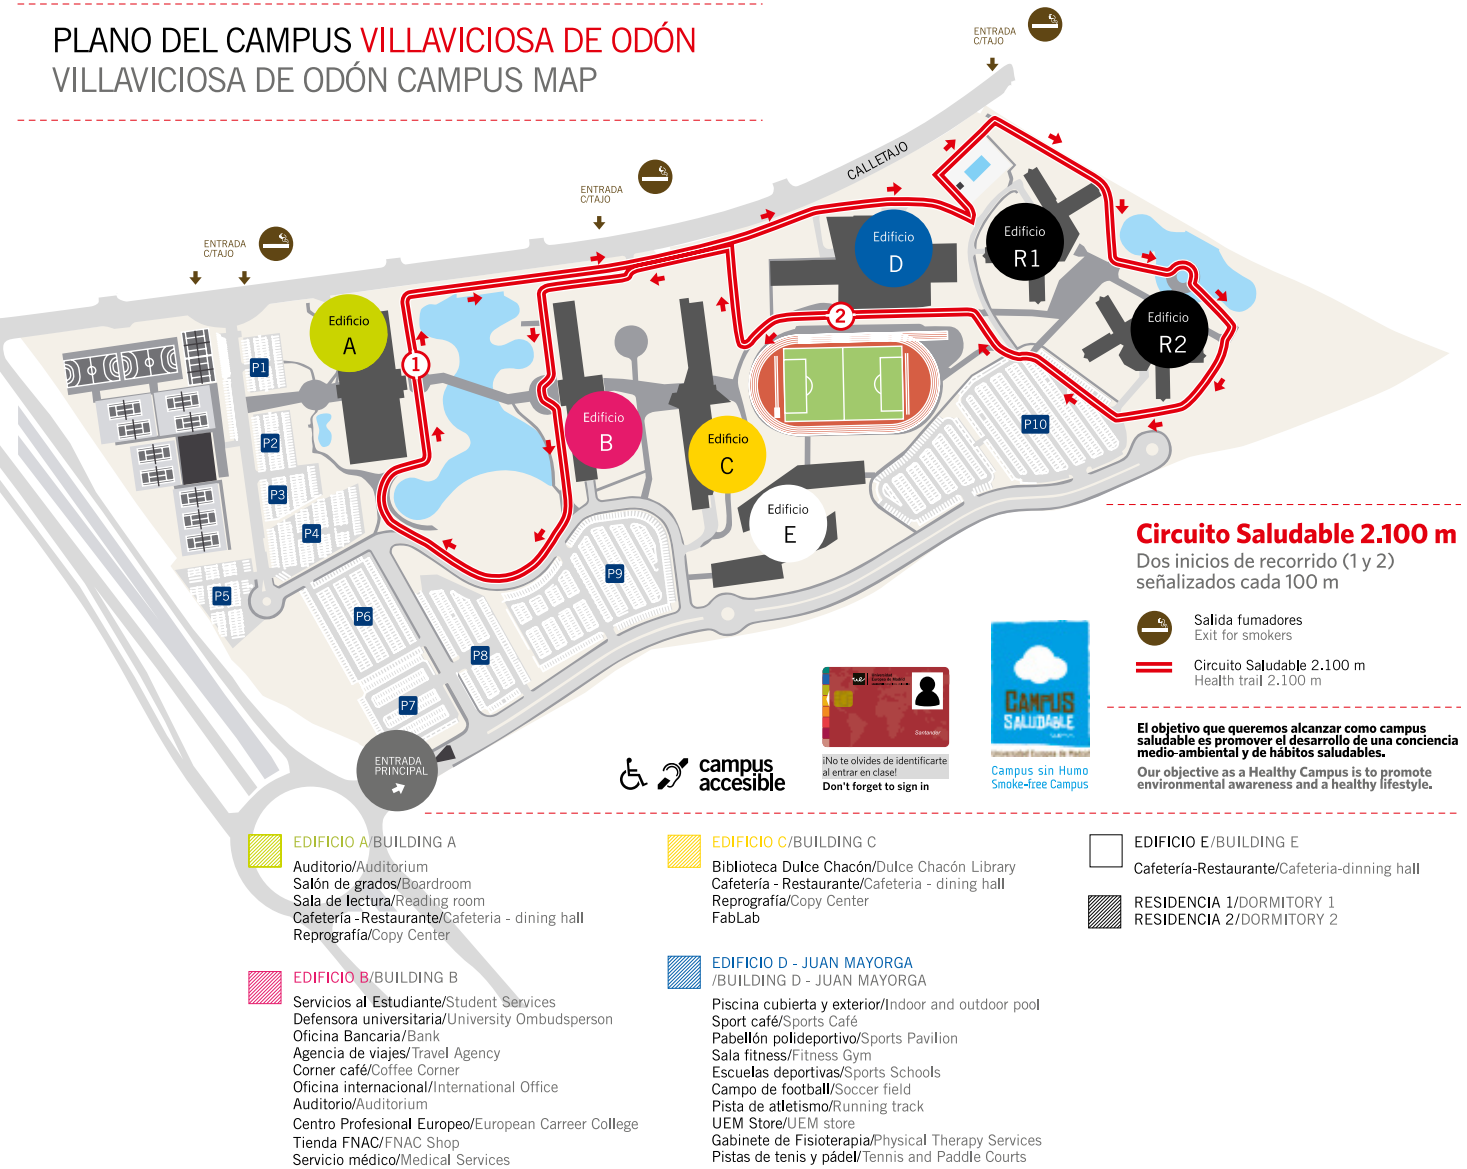 PLANO DEL CAMPUS VILLAVICIOSA DE ODÓN
VILLAVICIOSA DE ODÓN CAMPUS MAP
ENTRADA
C/TAJO
ENTRADA
C/TAJO
ENTRADA
C/TAJO
CALLETAJO
Edificio
A
Edificio
B
Edificio
C
Edificio
D
Edificio
E
Edificio
R1
Edificio
R2
1
2
P1
P2
P3
P4
P5
P6
P7
P8
P9
P10
ENTRADA
PRINCIPAL
Circuito Saludable 2.100 m
Dos inicios de recorrido (1 y 2)
señalizados cada 100 m
Salida fumadores
Exit for smokers
Circuito Saludable 2.100 m
Health trail 2.100 m
El objetivo que queremos alcanzar como campus
saludable es promover el desarrollo de una conciencia
medio-ambiental y de hábitos saludables.
Our objective as a Healthy Campus is to promote
environmental awareness and a healthy lifestyle.
campus
accesible
ue
Universidad
Europea de Madrid
Santander
¡No te olvides de identificarte
al entrar en clase!
Don't forget to sign in
CAMPUS
SALUDABLE
Universidad Europea de Madrid
Campus sin Humo
Smoke-free Campus
EDIFICIO A/BUILDING A
Auditorio/Auditorium
Salón de grados/Boardroom
Sala de lectura/Reading room
Cafetería -Restaurante/Cafeteria - dining hall
Reprografía/Copy Center
EDIFICIO B/BUILDING B
Servicios al Estudiante/Student Services
Defensora universitaria/University Ombudsperson
Oficina Bancaria/Bank
Agencia de viajes/Travel Agency
Corner café/Coffee Corner
Oficina internacional/International Office
Auditorio/Auditorium
Centro Profesional Europeo/European Carreer College
Tienda FNAC/FNAC Shop
Servicio médico/Medical Services
EDIFICIO C/BUILDING C
Biblioteca Dulce Chacón/Dulce Chacón Library
Cafetería - Restaurante/Cafeteria - dining hall
Reprografía/Copy Center
FabLab
EDIFICIO D - JUAN MAYORGA
/BUILDING D - JUAN MAYORGA
Piscina cubierta y exterior/Indoor and outdoor pool
Sport café/Sports Café
Pabellón polideportivo/Sports Pavilion
Sala fitness/Fitness Gym
Escuelas deportivas/Sports Schools
Campo de football/Soccer field
Pista de atletismo/Running track
UEM Store/UEM store
Gabinete de Fisioterapia/Physical Therapy Services
Pistas de tenis y pádel/Tennis and Paddle Courts
EDIFICIO E/BUILDING E
Cafetería-Restaurante/Cafeteria-dinning hall
RESIDENCIA 1/DORMITORY 1
RESIDENCIA 2/DORMITORY 2